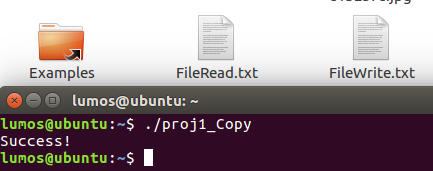 Examples
FileRead.txt
FileWrite.txt
lumos@ubuntu: ~
lumos@ubuntu:~$ ./proj1_Copy
Success!
lumos@ubuntu:~$